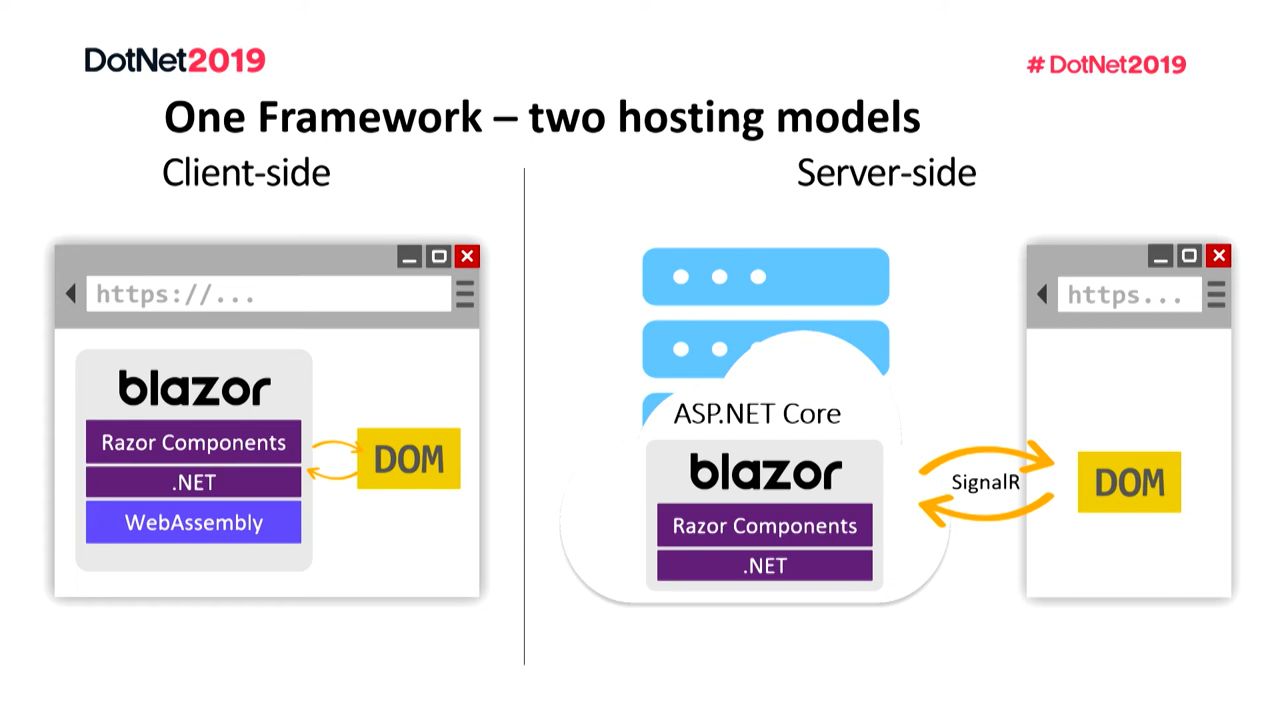 DotNet2019
# DotNet2019
One Framework – two hosting models
Client-side
Server-side
https://...
blazor
Razor Components
.NET
WebAssembly
DOM
ASP.NET Core
blazor
Razor Components
.NET
SignalR
https...
DOM